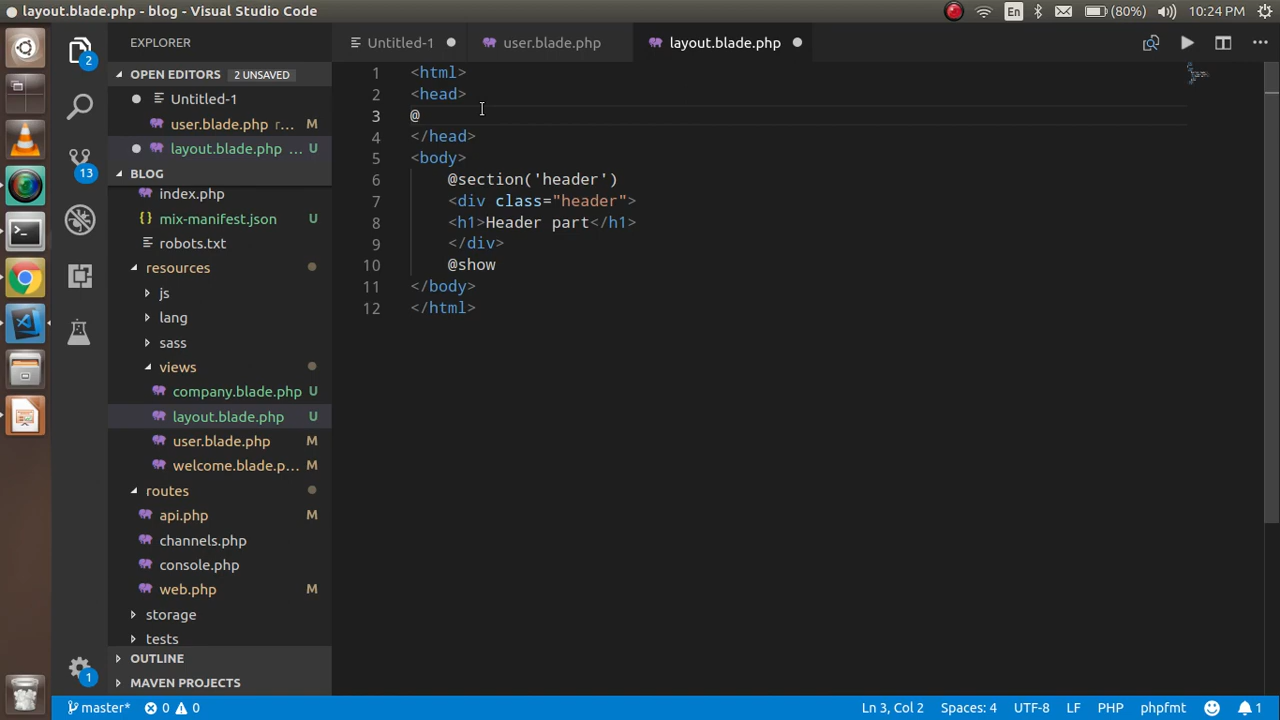 layout.blade.php - blog - Visual Studio Code
En
(80%)
10:24 PM
EXPLORER
Untitled-1
user.blade.php
layout.blade.php
2
OPEN EDITORS 2 UNSAVED
Untitled-1
user.blade.php r... M
layout.blade.php ... U
13
BLOG
index.php
mix-manifest.json U
robots.txt
resources
js
lang
sass
views
company.blade.php U
layout.blade.php U
user.blade.php M
welcome.blade.p... M
routes
api.php M
channels.php
console.php
web.php M
storage
tests
OUTLINE
MAVEN PROJECTS
1
1 <html>
2 <head>
3 @
4 </head>
5 <body>
6 @section('header')
7 <div class="header">
8 <h1>Header part</h1>
9 </div>
10 @show
11 </body>
12 </html>
master* 0 0
Ln 3, Col 2
Spaces: 4
UTF-8
LF
PHP
phpfmt
1